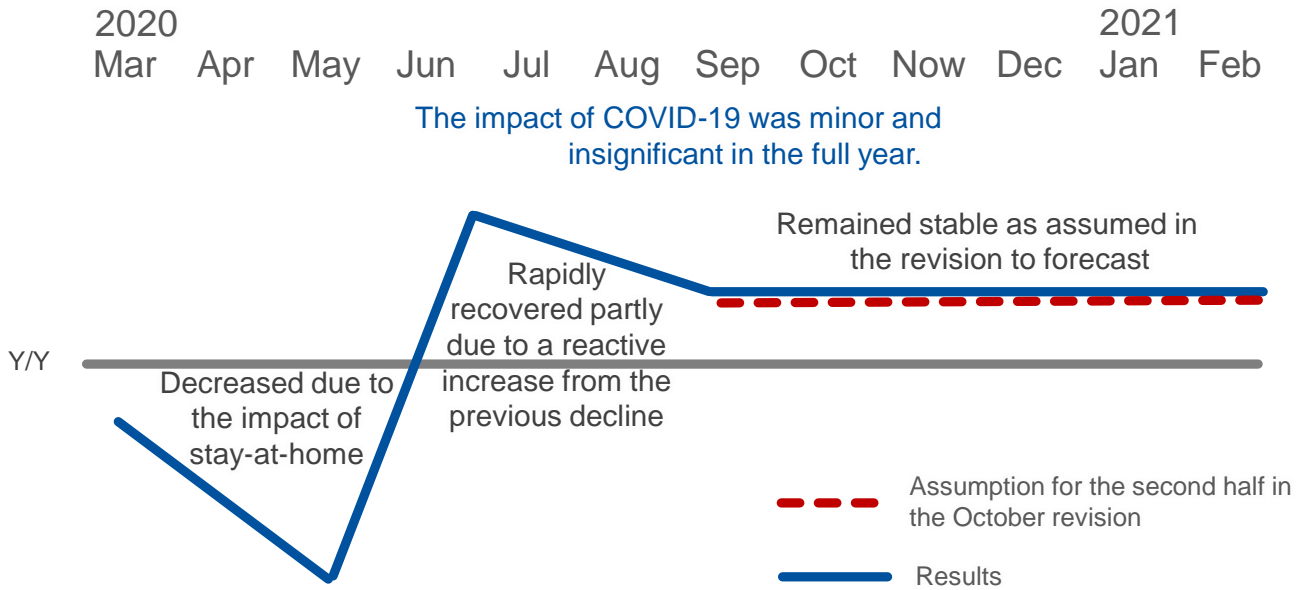 2020 2021
Mar Apr May Jun Jul Aug Sep Oct Now Dec Jan Feb
The impact of COVID-19 was minor and
insignificant in the full year.
Remained stable as assumed in
the revision to forecast
Rapidly
recovered partly
due to a reactive
increase from the
previous decline
Y/Y
Decreased due to
the impact of
stay-at-home
Assumption for the second half in
the October revision
Results